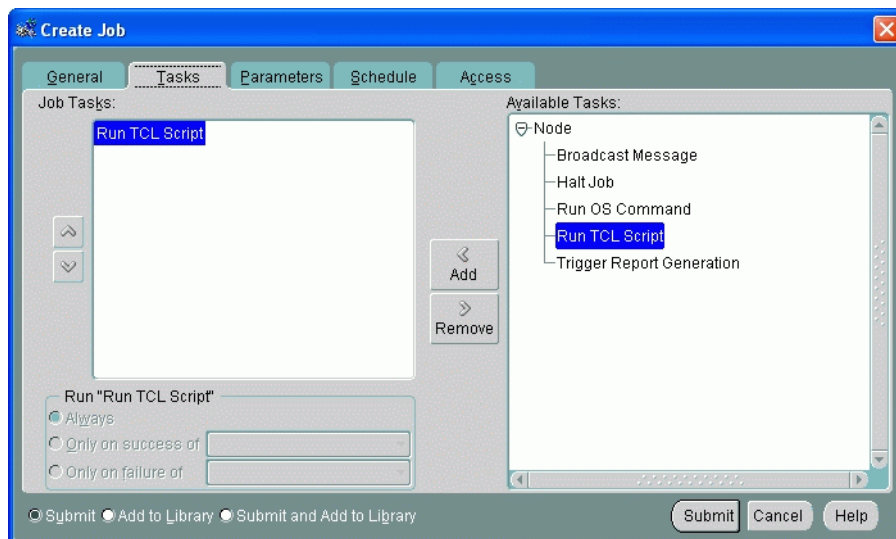 Create Job
General Tasks Parameters Schedule Access
Job Tasks:
Run TCL Script
Available Tasks:
Node
Broadcast Message
Halt Job
Run OS Command
Run TCL Script
Trigger Report Generation
Add
Remove
Run "Run TCL Script"
Always
Only on success of
Only on failure of
Submit Add to Library Submit and Add to Library
Submit Cancel Help